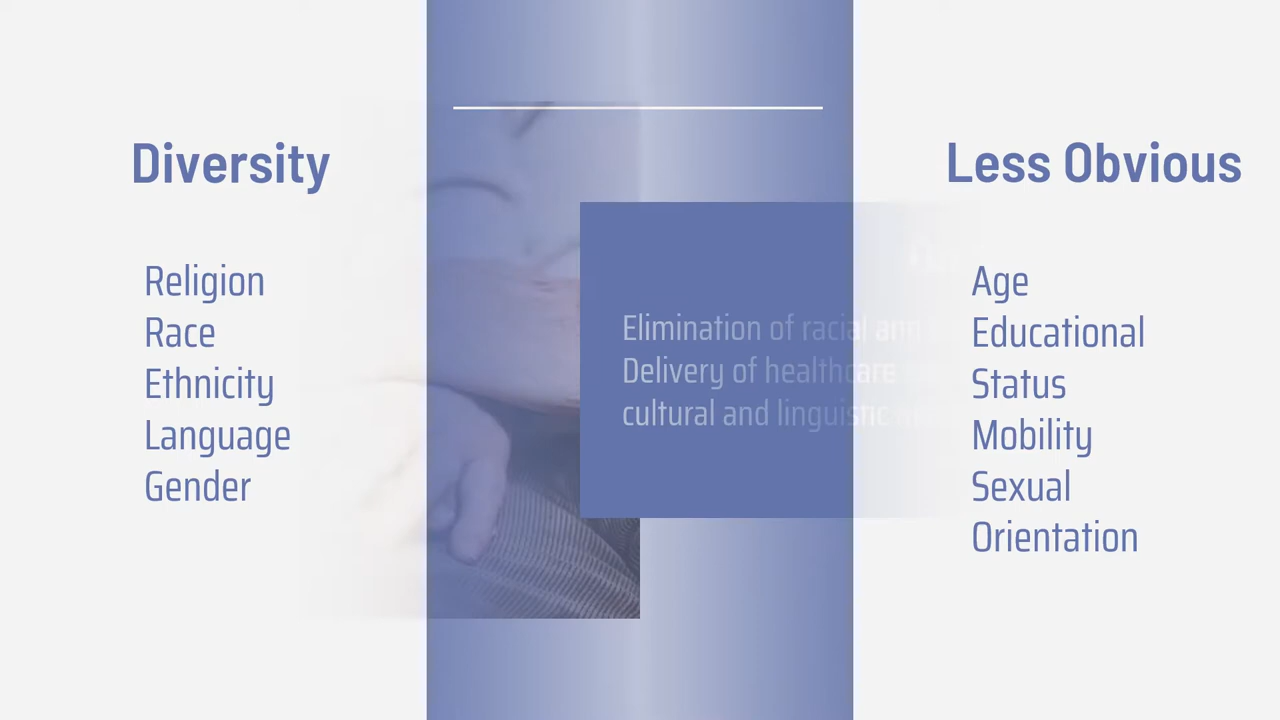 Diversity
Religion
Race
Ethnicity
Language
Gender
Elimination of racial and
Delivery of healthcare
cultural and linguistic
Less Obvious
Age
Educational
Status
Mobility
Sexual
Orientation